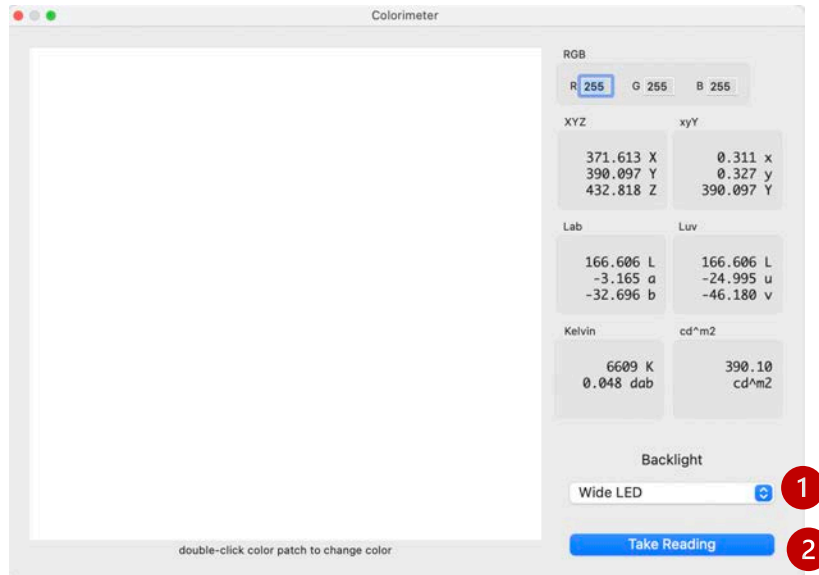 Colorimeter
RGB
R 255 G 255 B 255
XYZ xyY
371.613 X 0.311 x
390.097 Y 0.327 y
432.818 Z 390.097 Y
Lab Luv
166.606 L 166.606 L
-3.165 a -24.995 u
-32.696 b -46.180 v
Kelvin cd^m2
6609 K 390.10
0.048 dab cd^m2
Backlight
Wide LED 1
Take Reading 2
double-click color patch to change color